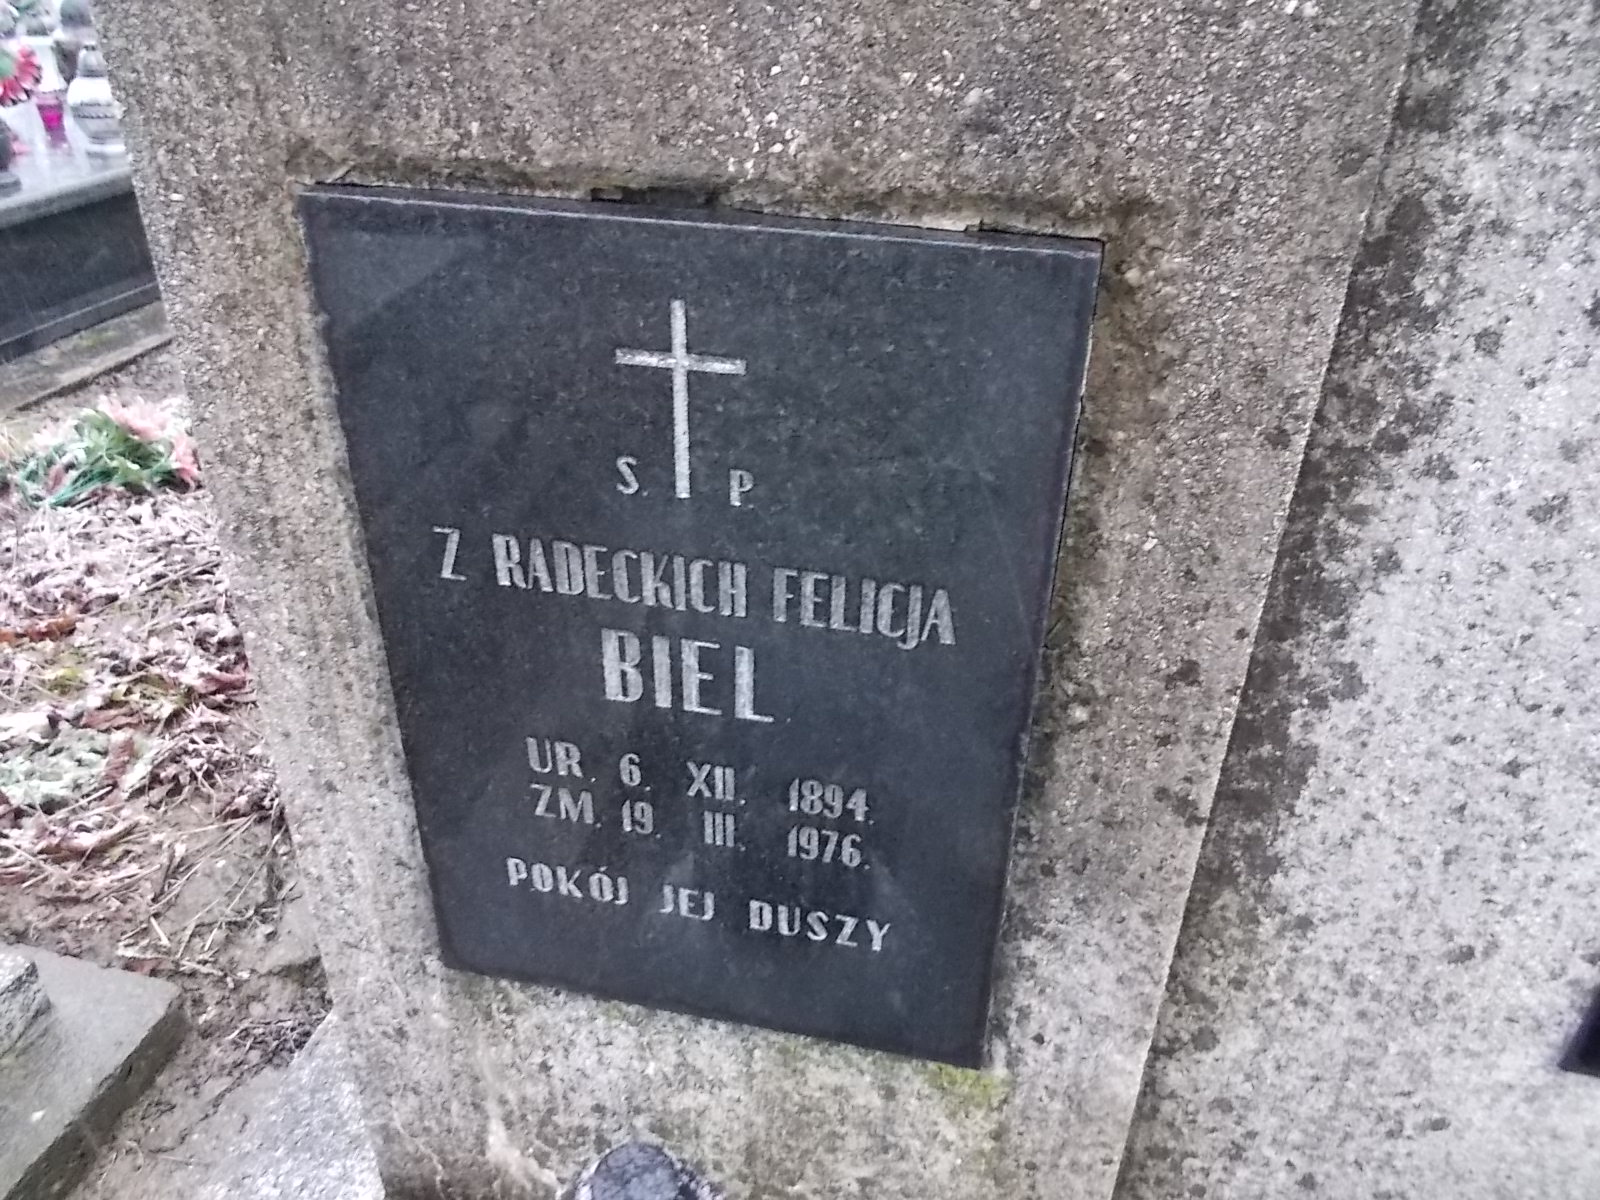 S. P.
Z RADECKICH FELICJA
BIEL
UR. 6. XII. 1894.
ZM. 19. III. 1976.
POKÓJ JEJ DUSZY